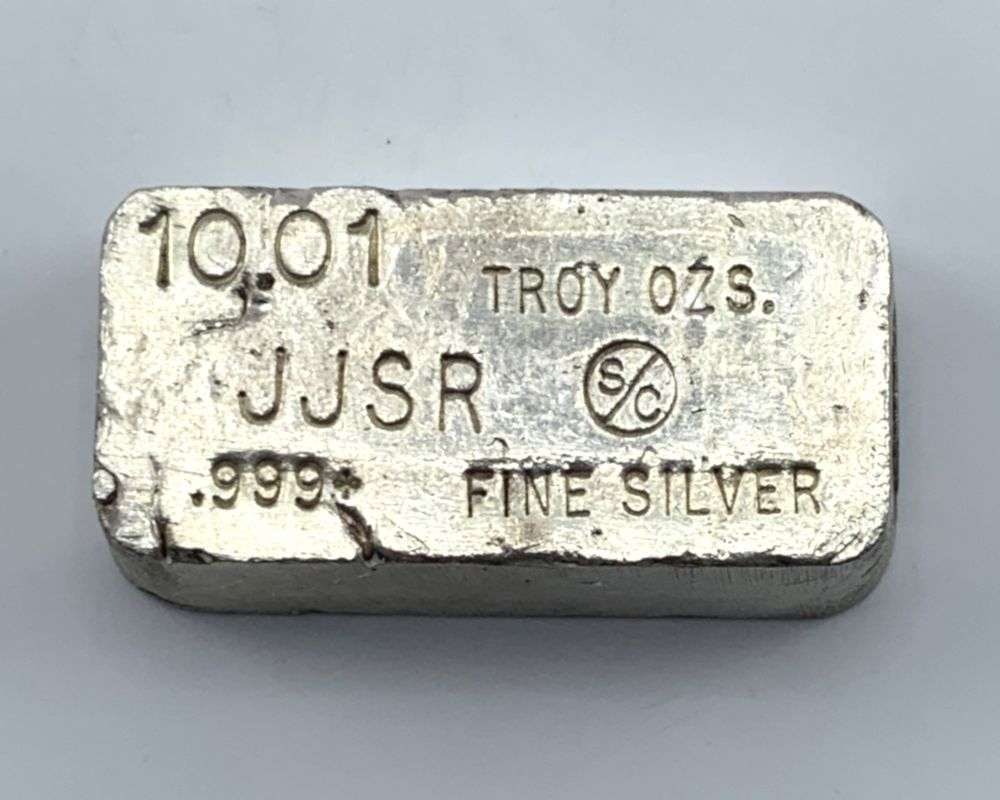 10.01 TROY OZS.
JJSR S/C
.999+ FINE SILVER